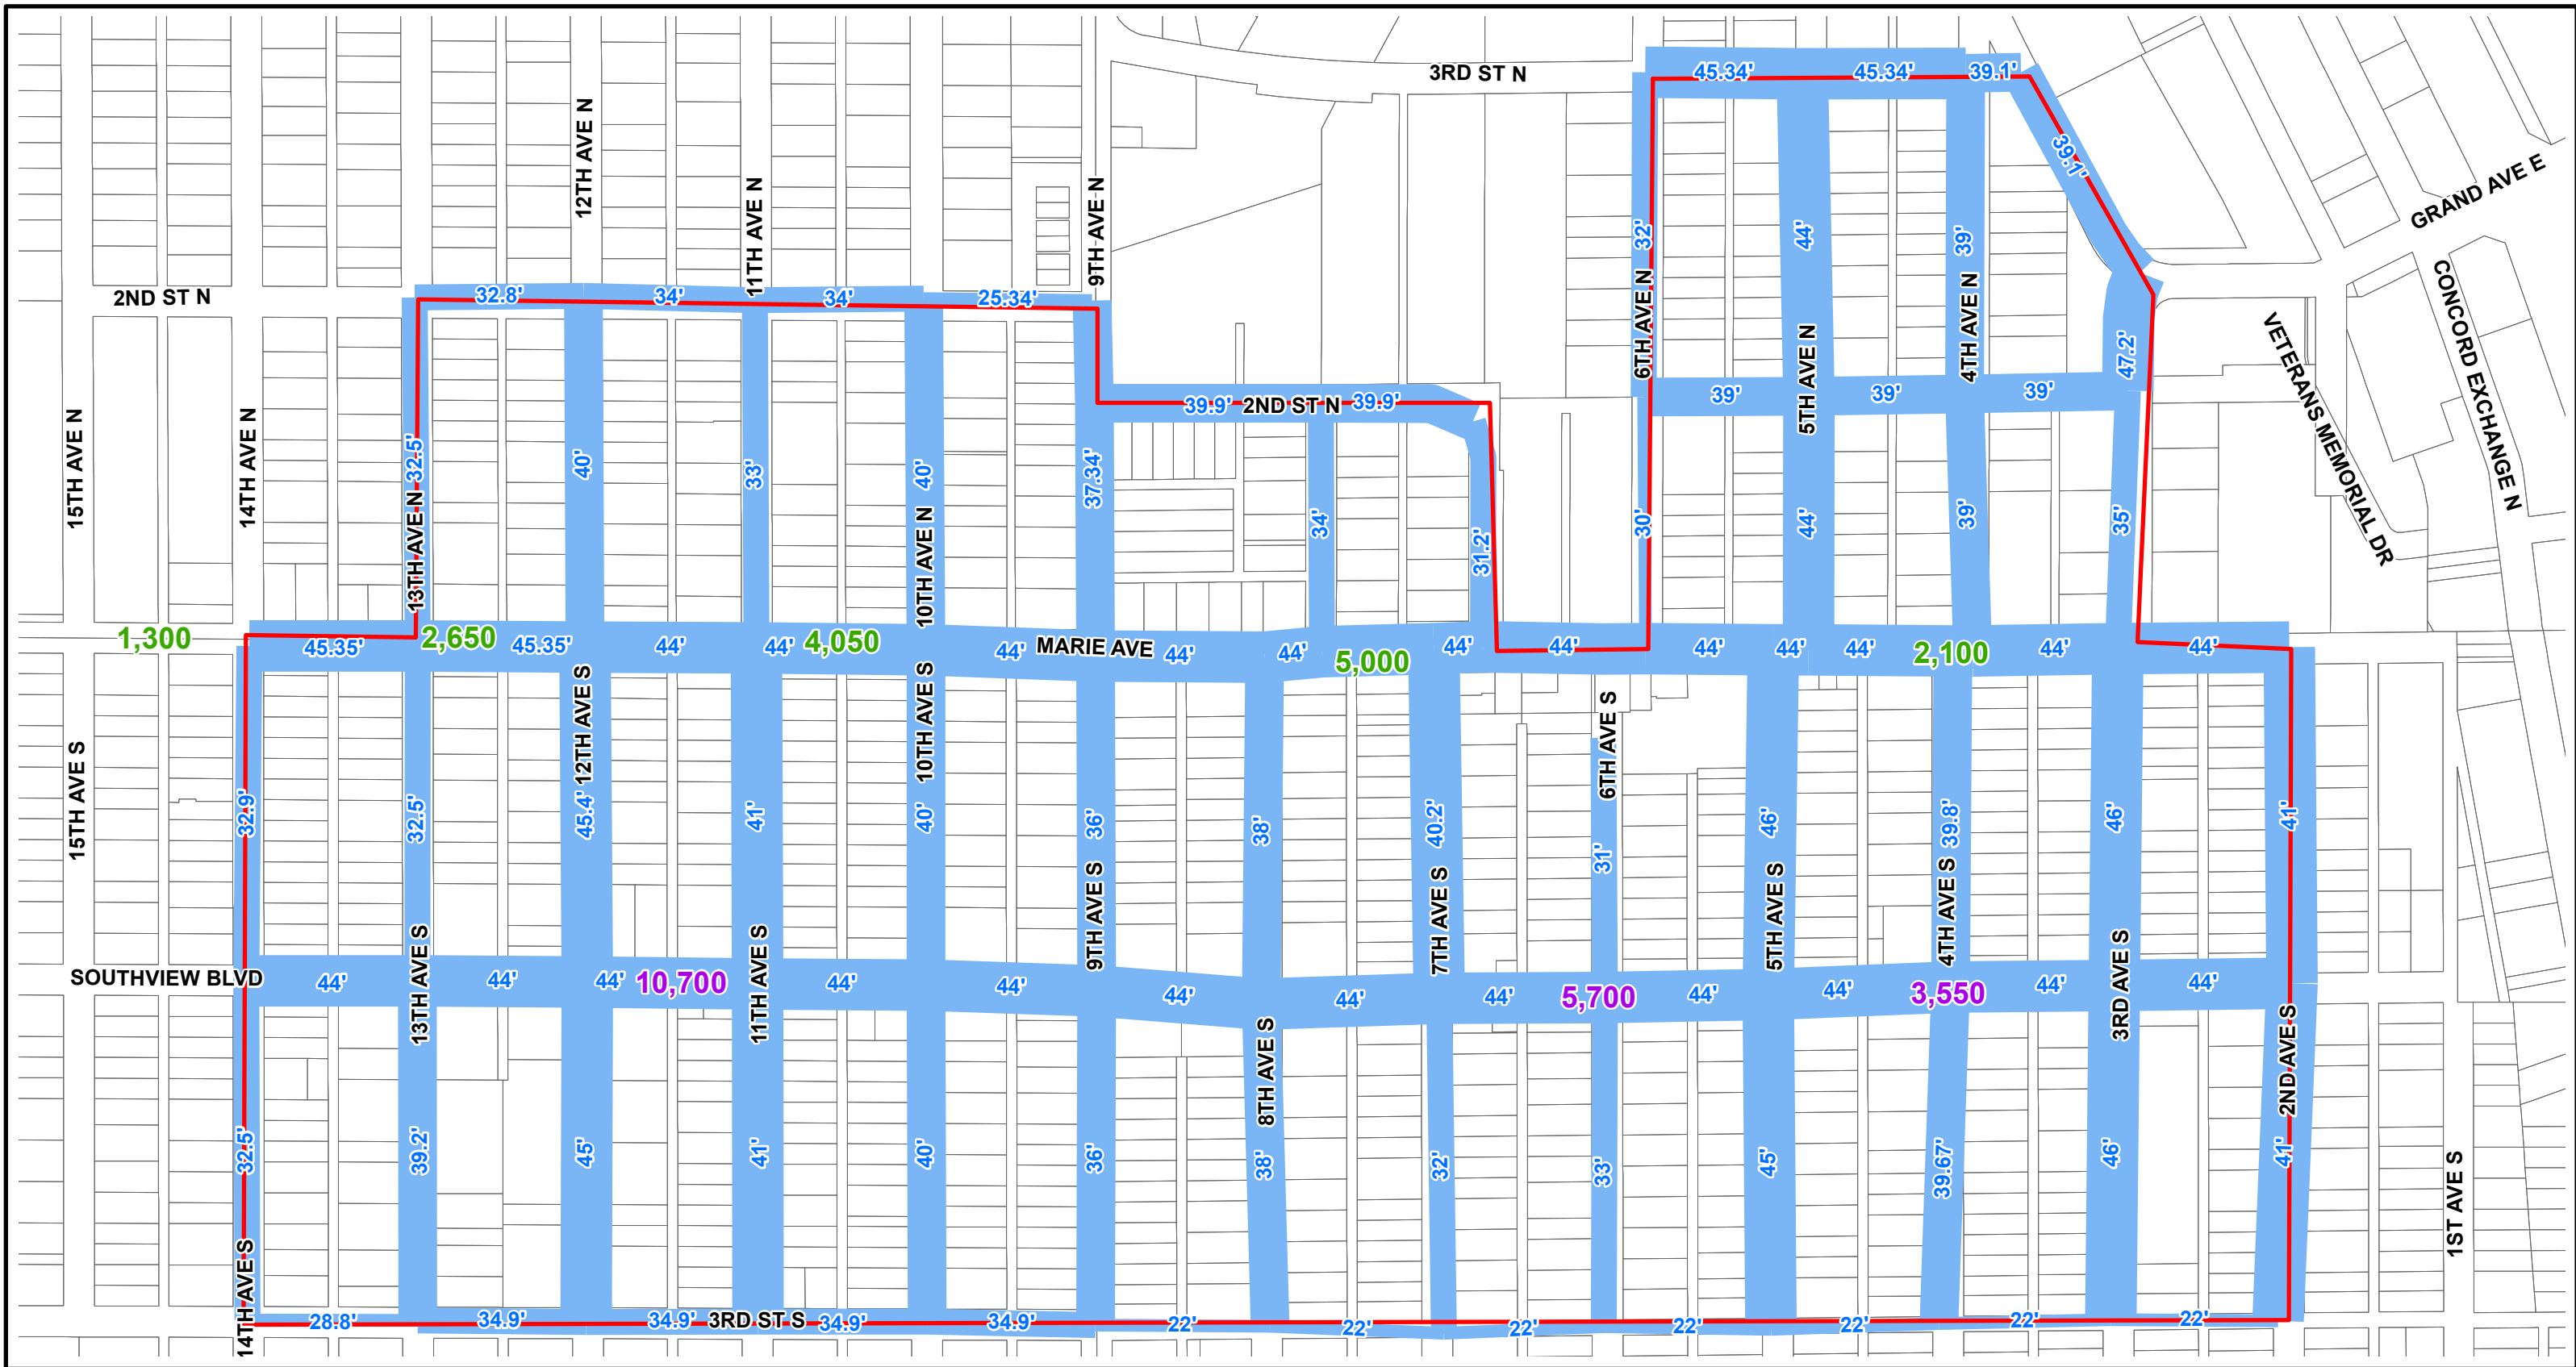 3RD ST N
45.34'
45.34'
39.1'
39.1'
12TH AVE N
11TH AVE N
9TH AVE N
GRAND AVE E
32'
44'
39'
6TH AVE N
4TH AVE N
CONCORD EXCHANGE N
2ND ST N
32.8'
34'
34'
25.34'
5TH AVE N
47.2'
VETERANS MEMORIAL DR
39'
39'
39'
39.9'
2ND ST N
39.9'
15TH AVE N
14TH AVE N
32.5'
13TH AVE N
40'
33'
40'
10TH AVE N
37.34'
34'
31.2'
30'
44'
39'
35'
1,300
45.35'
2,650
45.35'
44'
44'
4,050
44'
MARIE AVE
44'
44'
5,000
44'
44'
44'
44'
44'
2,100
44'
44'
15TH AVE S
32.9'
32.5'
12TH AVE S
45.4'
41'
10TH AVE S
40'
36'
9TH AVE S
38'
40.2'
7TH AVE S
6TH AVE S
31'
46'
5TH AVE S
39.8'
4TH AVE S
46'
3RD AVE S
41'
SOUTHVIEW BLVD
44'
44'
44'
10,700
44'
44'
44'
44'
44'
5,700
44'
44'
3,550
44'
44'
13TH AVE S
11TH AVE S
8TH AVE S
2ND AVE S
32.5'
39.2'
45'
41'
40'
36'
38'
32'
33'
45'
39.67'
46'
41'
1ST AVE S
14TH AVE S
28.8'
34.9'
34.9'
3RD ST S
34.9'
34.9'
22'
22'
22'
22'
22'
22'
22'